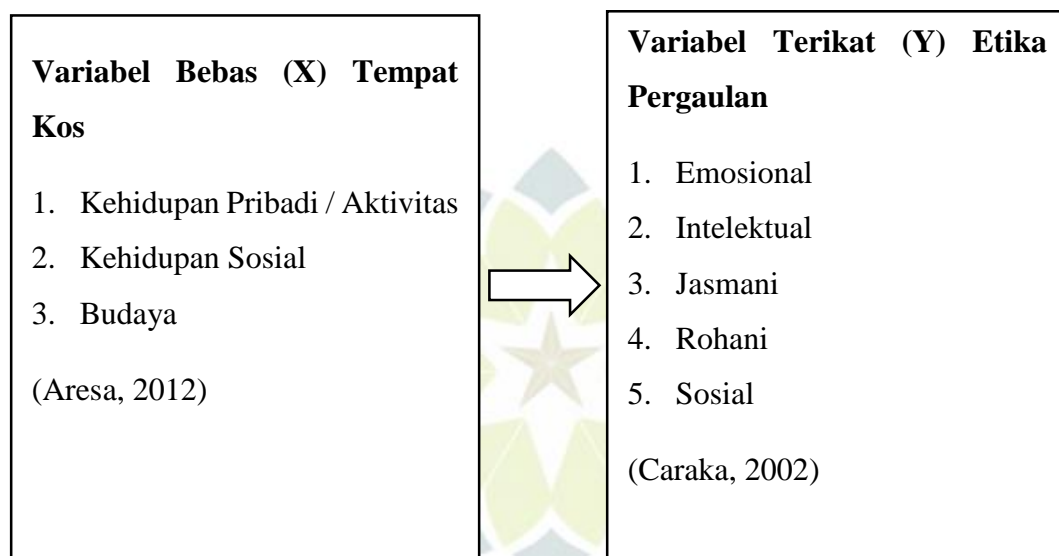 Variabel Bebas (X) Tempat
Kos
1. Kehidupan Pribadi / Aktivitas
2. Kehidupan Sosial
3. Budaya
(Aresa, 2012)
Variabel Terikat (Y) Etika
Pergaulan
1. Emosional
2. Intelektual
3. Jasmani
4. Rohani
5. Sosial
(Caraka, 2002)